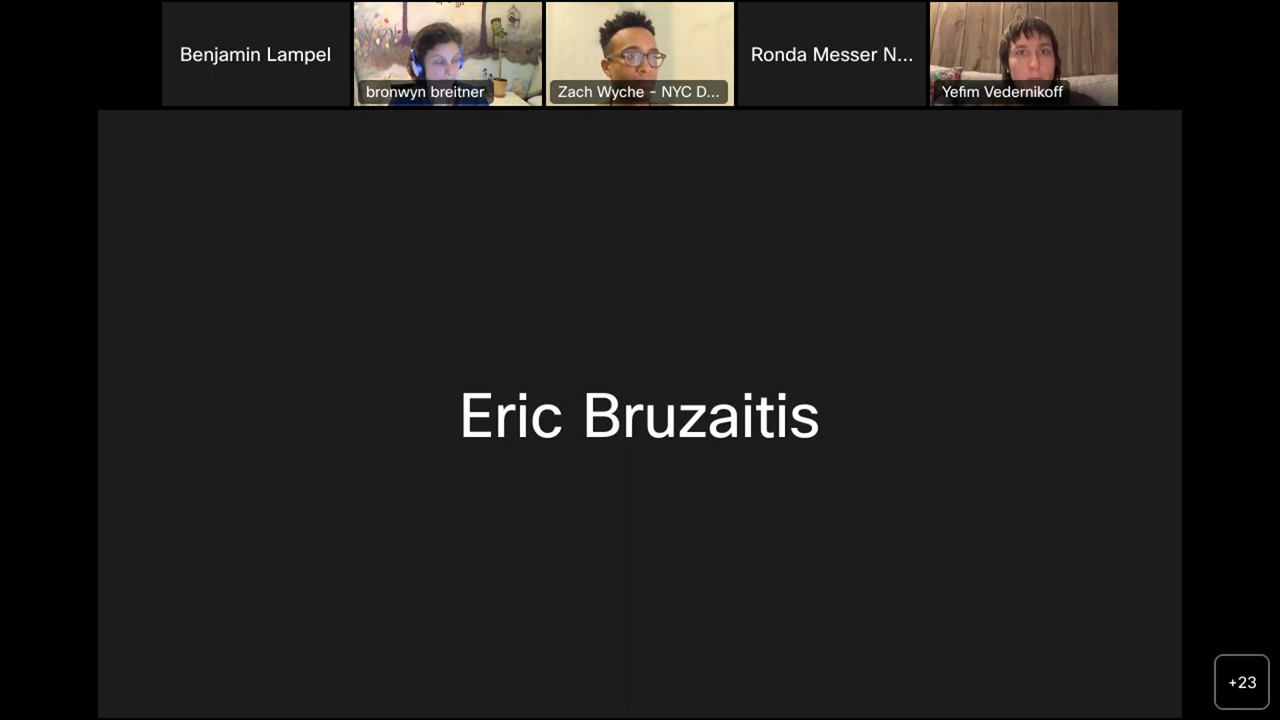 Benjamin Lampel
bronwyn breitner
Zach Wyche - NYC D...
Ronda Messer N...
Yefim Vedernikoff
Eric Bruzaitis
+23